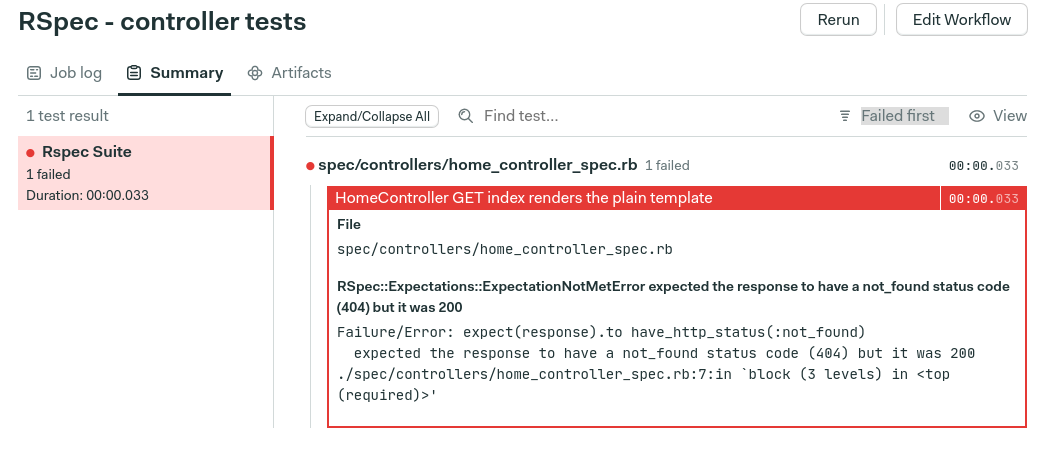 RSpec - controller tests
Rerun
Edit Workflow
Job log
Summary
Artifacts
1 test result
Rspec Suite
1 failed
Duration: 00:00.033
Expand/Collapse All
Find test...
Failed first
View
spec/controllers/home_controller_spec.rb 1 failed 00:00.033
HomeController GET index renders the plain template 00:00.033
File
spec/controllers/home_controller_spec.rb
RSpec::Expectations::ExpectationNotMetError expected the response to have a not_found status code
(404) but it was 200
Failure/Error: expect(response).to have_http_status(:not_found)
  expected the response to have a not_found status code (404) but it was 200
./spec/controllers/home_controller_spec.rb:7:in `block (3 levels) in <top
(required)>'